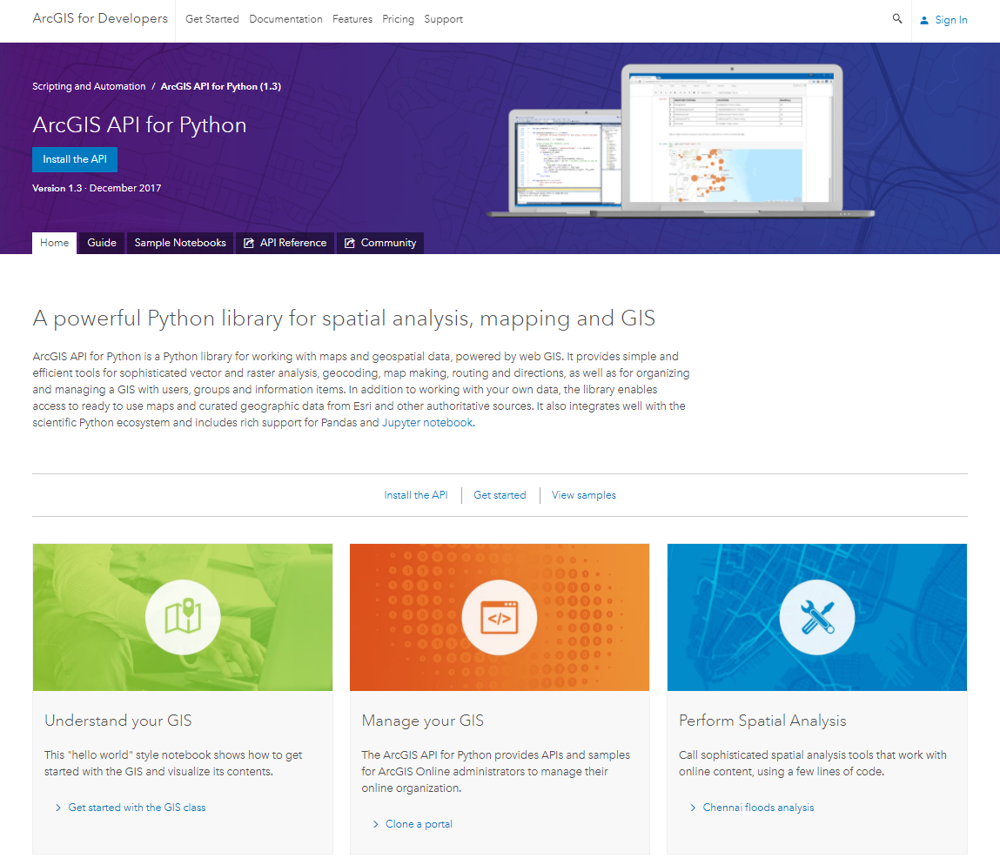 ArcGIS for Developers
Get Started Documentation Features Pricing Support
Sign In
Scripting and Automation / ArcGIS API for Python (1.3)
ArcGIS API for Python
Install the API
Version 1.3 · December 2017
Home Guide Sample Notebooks API Reference Community
A powerful Python library for spatial analysis, mapping and GIS
ArcGIS API for Python is a Python library for working with maps and geospatial data, powered by web GIS. It provides simple and
efficient tools for sophisticated vector and raster analysis, geocoding, map making, routing and directions, as well as for organizing
and managing a GIS with users, groups and information items. In addition to working with your own data, the library enables
access to ready to use maps and curated geographic data from Esri and other authoritative sources. It also integrates well with the
scientific Python ecosystem and includes rich support for Pandas and Jupyter notebook.
Install the API Get started View samples
Understand your GIS
This "hello world" style notebook shows how to get
started with the GIS and visualize its contents.
Get started with the GIS class
Manage your GIS
The ArcGIS API for Python provides APIs and samples
for ArcGIS Online administrators to manage their
online organization.
Clone a portal
Perform Spatial Analysis
Call sophisticated spatial analysis tools that work with
online content, using a few lines of code.
Chennai floods analysis